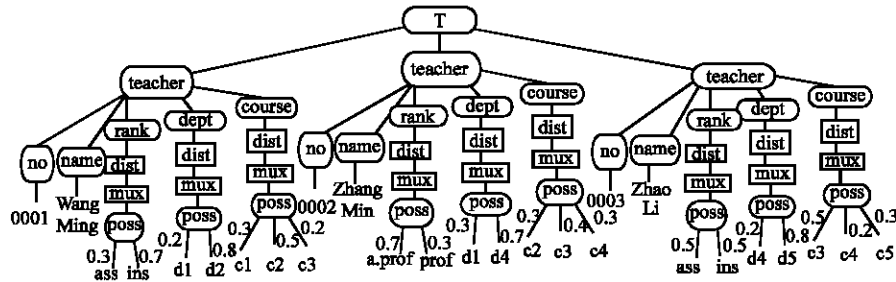 T
teacher teacher teacher
course course course
dept dept dept
rank rank rank
no name no name no name
dist dist dist dist dist dist dist dist dist
mux mux mux mux mux mux mux mux mux
0001 Wang Ming 0002 Zhang Min 0003 Zhao Li
poss poss poss poss poss poss poss poss poss
0.3 0.7 0.2 0.8 0.3 0.5 0.2 0.7 0.3 0.3 0.7 0.3 0.4 0.3 0.5 0.5 0.2 0.8 0.5 0.2 0.3
ass ins d1 d2 c1 c2 c3 a.prof prof d1 d4 c2 c3 c4 ass ins d4 d5 c3 c4 c5